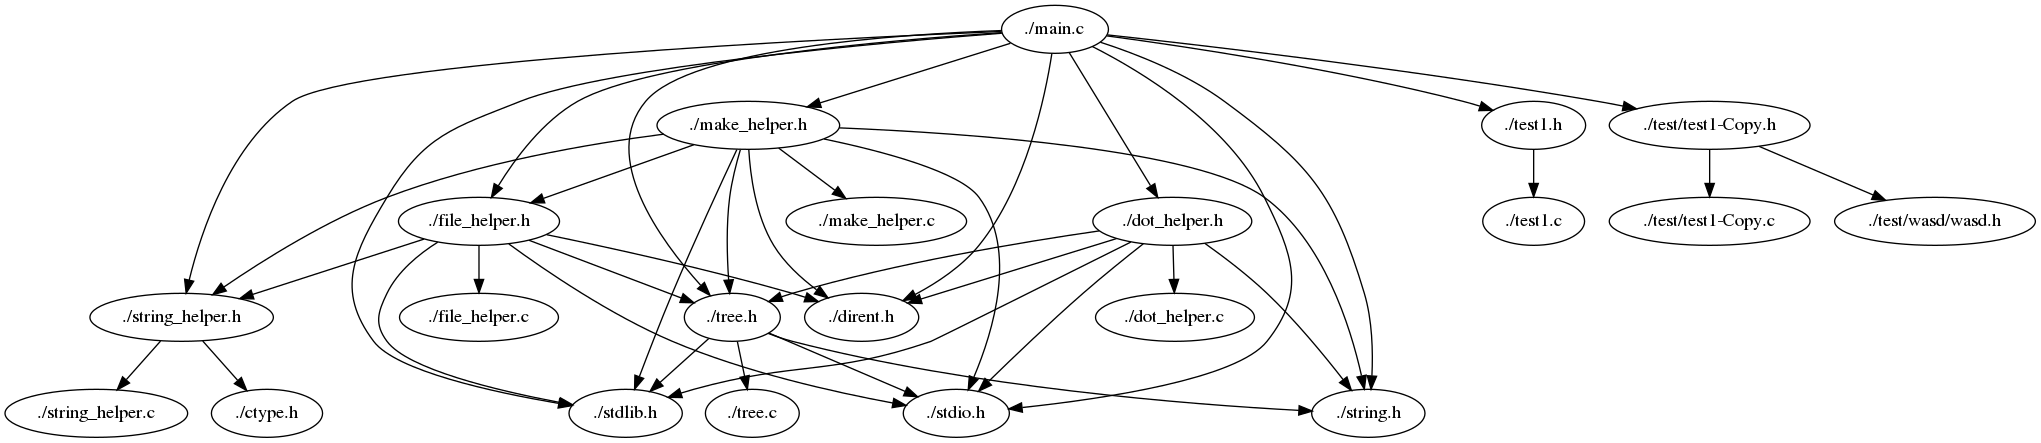 ./main.c
./make_helper.h
./test1.h
./test/test1-Copy.h
./file_helper.h
./make_helper.c
./dot_helper.h
./test1.c
./test/test1-Copy.c
./test/wasd/wasd.h
./string_helper.h
./file_helper.c
./tree.h
./dirent.h
./dot_helper.c
./string_helper.c
./ctype.h
./stdlib.h
./tree.c
./stdio.h
./string.h